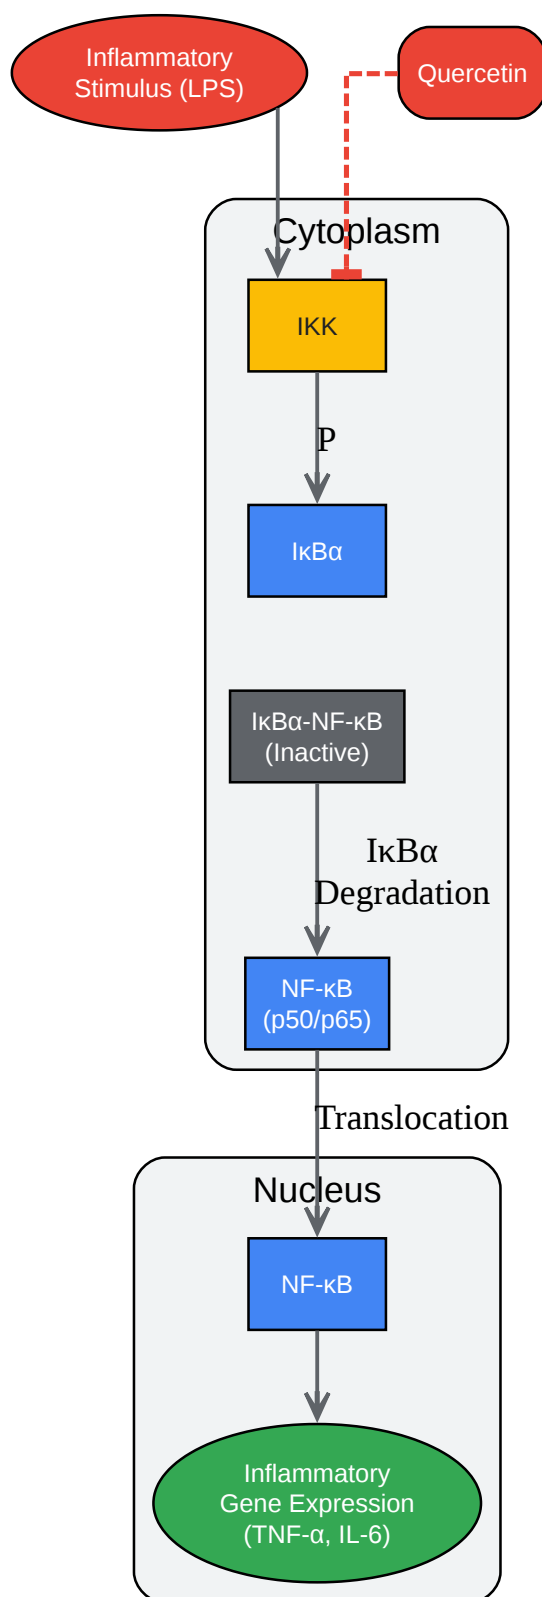 Inflammatory
Stimulus (LPS)
Quercetin
Cytoplasm
IKK
P
IκBα
IκBα-NF-κB
(Inactive)
IκBα
Degradation
NF-κB
(p50/p65)
Translocation
Nucleus
NF-κB
Inflammatory
Gene Expression
(TNF-α, IL-6)